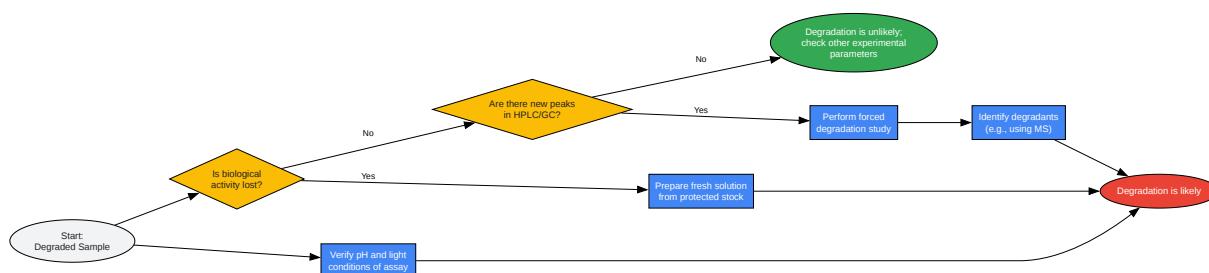 Degradation is unlikely;
check other experimental
parameters
No
Are there new peaks
in HPLC/GC?
Yes
Perform forced
degradation study
Identify degradants
(e.g., using MS)
No
Is biological
activity lost?
Yes
Prepare fresh solution
from protected stock
Degradation is likely
Start:
Degraded Sample
Verify pH and light
conditions of assay